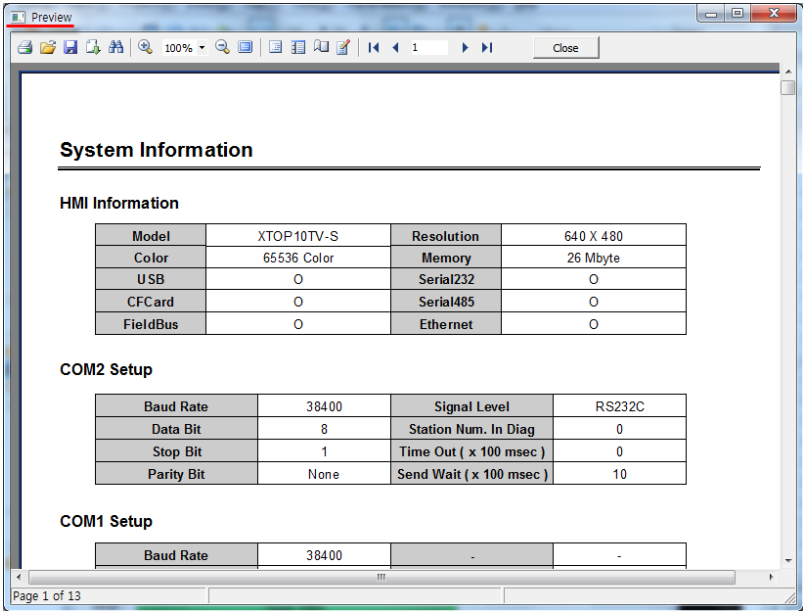 Preview
100% 1 Close
System Information
HMI Information
Model XTOP10TV-S Resolution 640 X 480
Color 65536 Color Memory 26 Mbyte
USB O Serial232 O
CFCard O Serial485 O
FieldBus O Ethernet O
COM2 Setup
Baud Rate 38400 Signal Level RS232C
Data Bit 8 Station Num. In Diag 0
Stop Bit 1 Time Out ( x 100 msec ) 0
Parity Bit None Send Wait ( x 100 msec ) 10
COM1 Setup
Baud Rate 38400 - -
Page 1 of 13